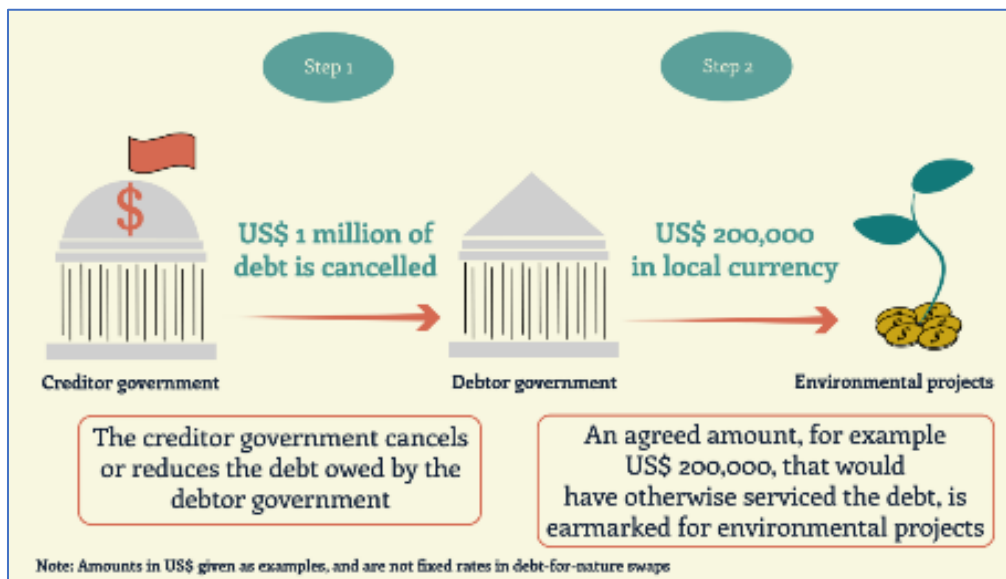 Step 1
Step 2
$
US$ 1 million of
debt is cancelled
US$ 200,000
in local currency
Creditor government
Debtor government
Environmental projects
The creditor government cancels
or reduces the debt owed by the
debtor government
An agreed amount, for example
US$ 200,000, that would
have otherwise serviced the debt, is
earmarked for environmental projects
Note: Amounts in US$ given as examples, and are not fixed rates in debt-for-nature swaps